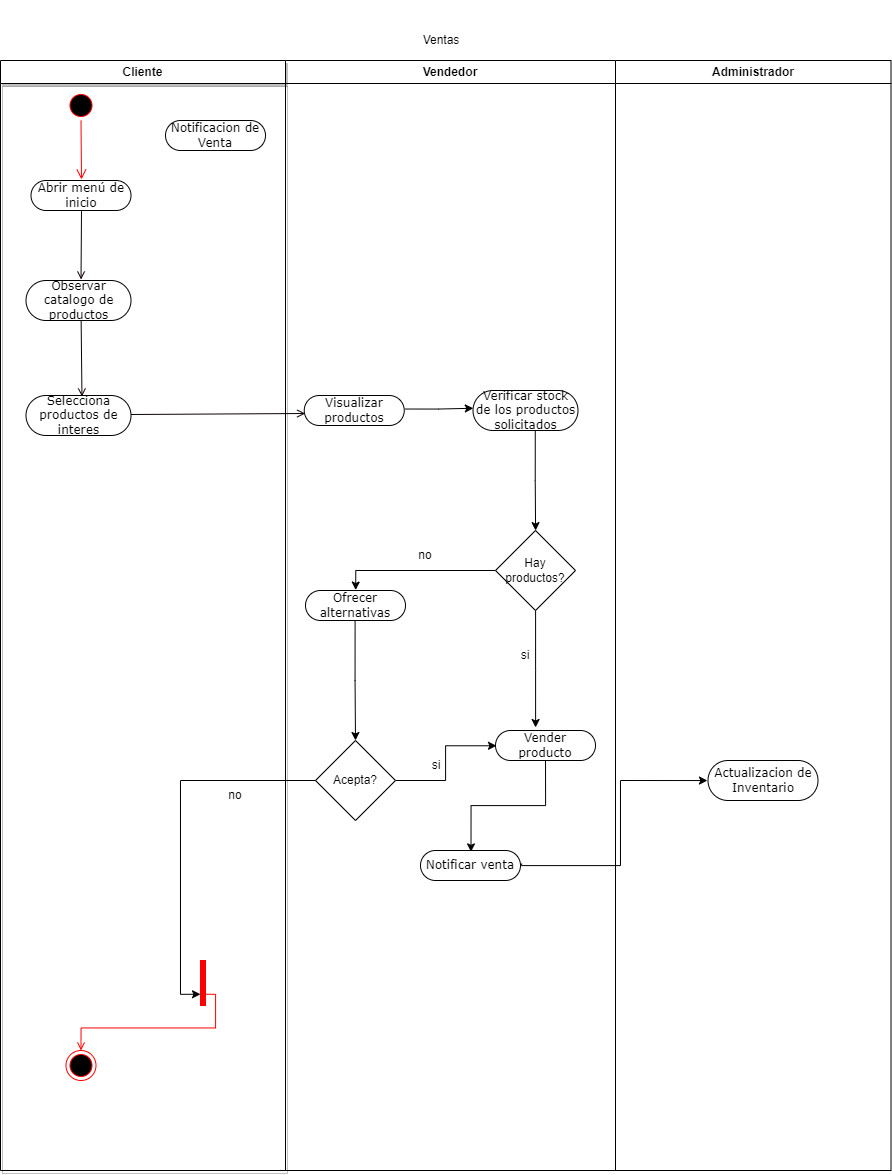 Ventas
Cliente
Vendedor
Administrador
Notificacion de
Venta
Abrir menú de
inicio
Observar
catalogo de
productos
Selecciona
productos de
interes
Visualizar
productos
Verificar stock
de los productos
solicitados
Hay
productos?
no
Ofrecer
alternativas
si
Vender
producto
Acepta?
si
no
Actualizacion de
Inventario
Notificar venta